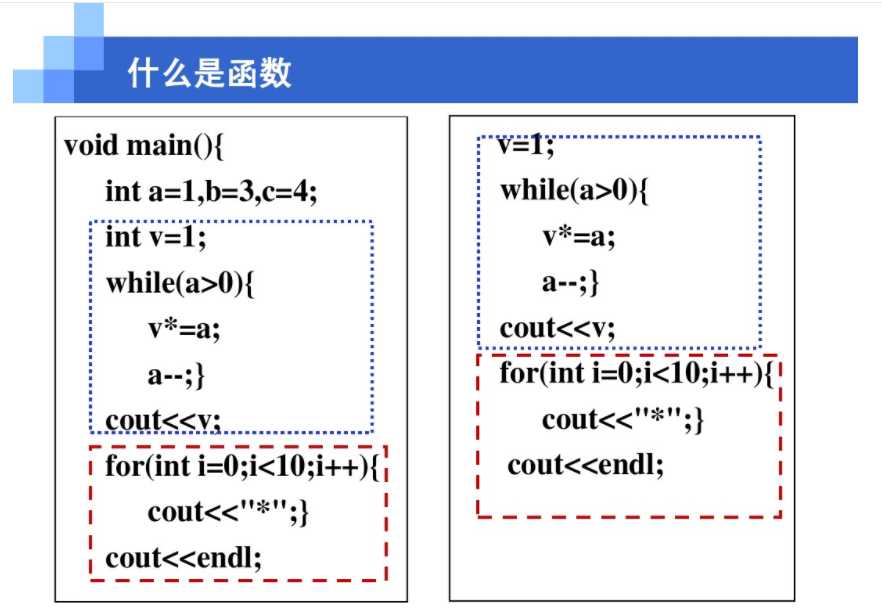 什么是函数
void main(){
int a=1,b=3,c=4;
int v=1;
while(a>0){
v*=a;
a--;}
cout<<v;
for(int i=0;i<10;i++){
cout<<"*";}
cout<<endl;
v=1;
while(a>0){
v*=a;
a--;}
cout<<v;
for(int i=0;i<10;i++){
cout<<"*";}
cout<<endl;